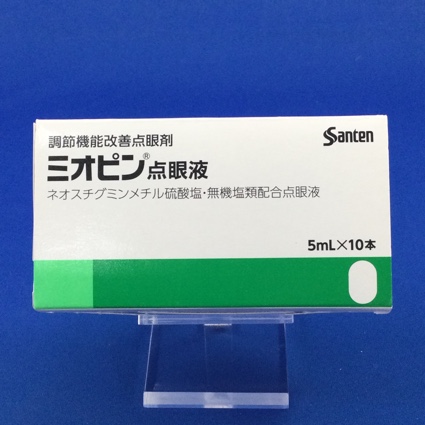 Santen
調節機能改善点眼剤
ミオピン®点眼液
ネオスチグミンメチル硫酸塩・無機塩類配合点眼液
5mL×10本